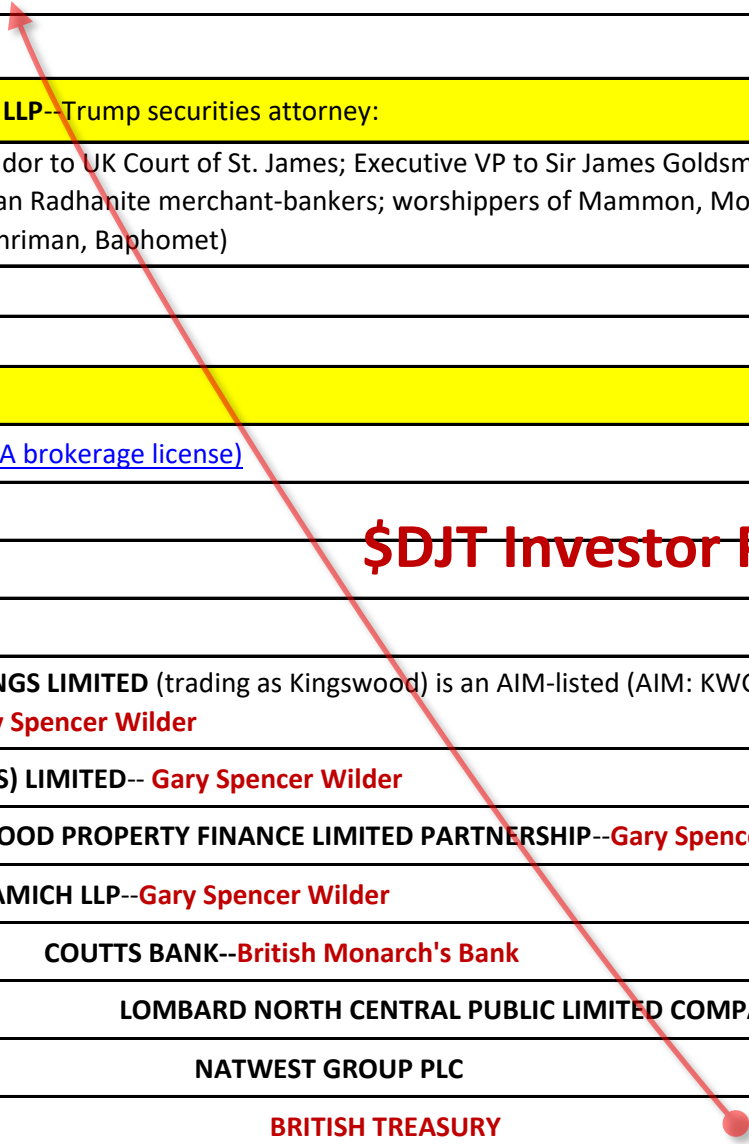 LLP--Trump securities attorney:
dor to UK Court of St. James; Executive VP to Sir James Goldsm
an Radhanite merchant-bankers; worshippers of Mammon, Mo
hriman, Baphomet)
A brokerage license)
$DJT Investor
NGS LIMITED (trading as Kingswood) is an AIM-listed (AIM: KWG
y Spencer Wilder
S) LIMITED-- Gary Spencer Wilder
OOD PROPERTY FINANCE LIMITED PARTNERSHIP--Gary Spence
AMICH LLP--Gary Spencer Wilder
COUTTS BANK--British Monarch's Bank
LOMBARD NORTH CENTRAL PUBLIC LIMITED COMPA
NATWEST GROUP PLC
BRITISH TREASURY